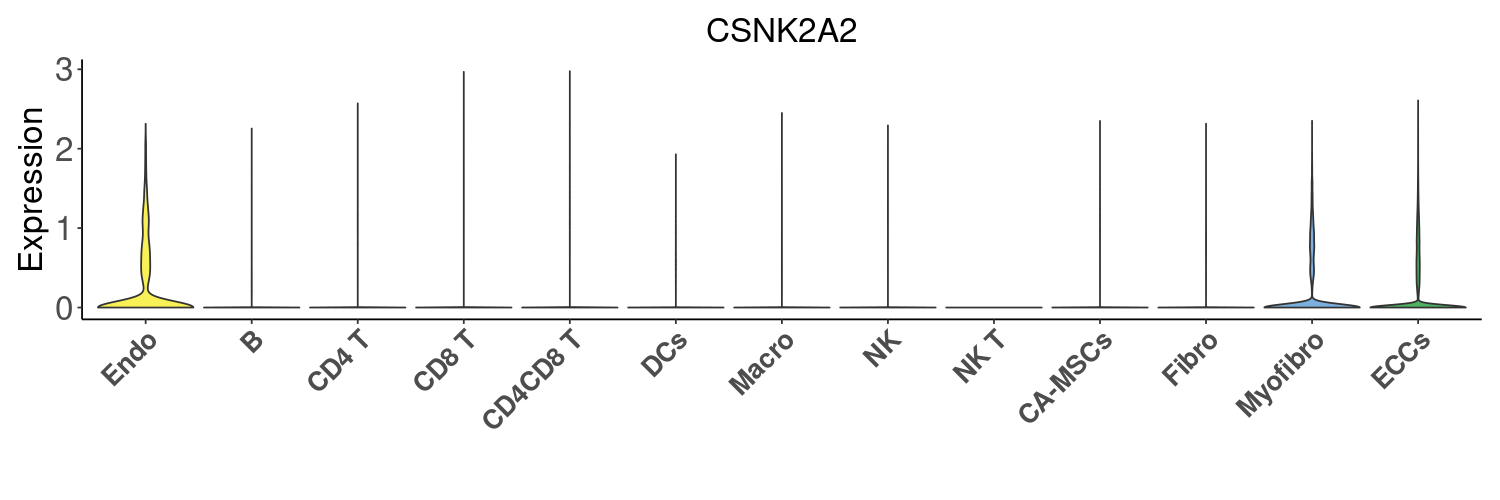 CSNK2A2
Expression
3
2
1
0
Endo
B
CD4 T
CD8 T
CD4CD8 T
DCs
Macro
NK
NK T
CA-MSCs
Fibro
Myofibro
ECCs